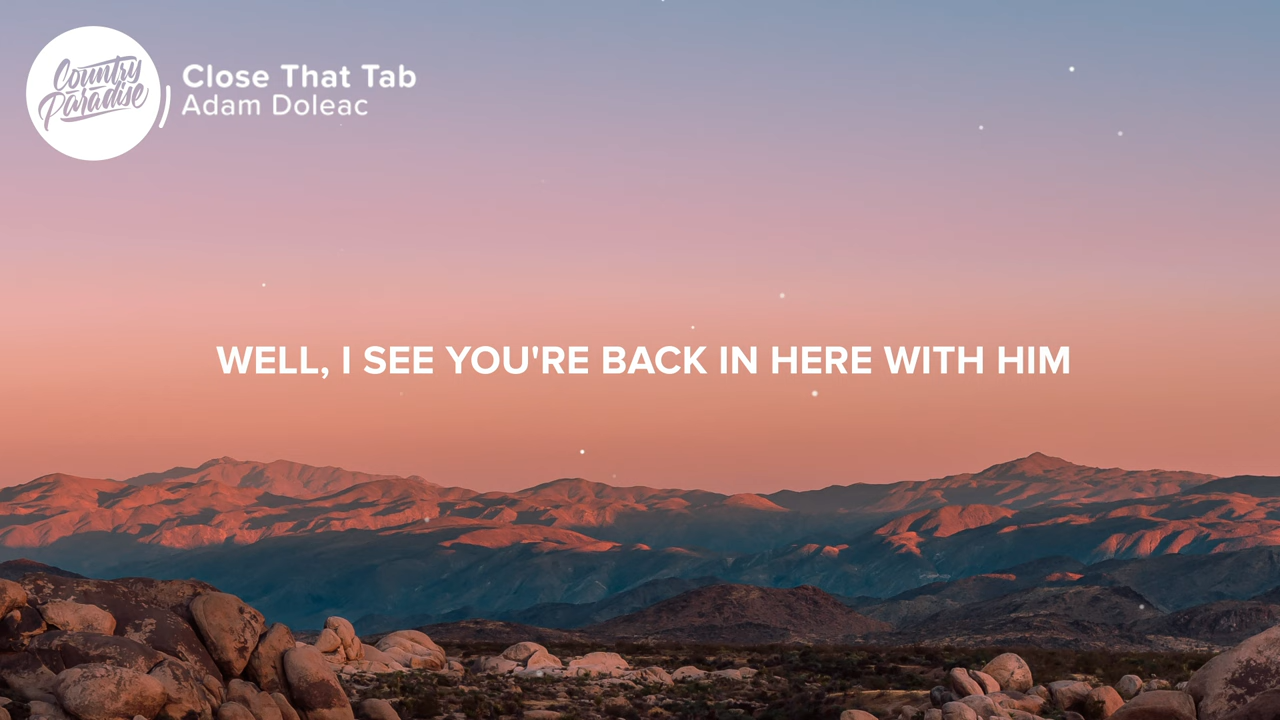 Country
Paradise
Close That Tab
Adam Doleac
WELL, I SEE YOU'RE BACK IN HERE WITH HIM